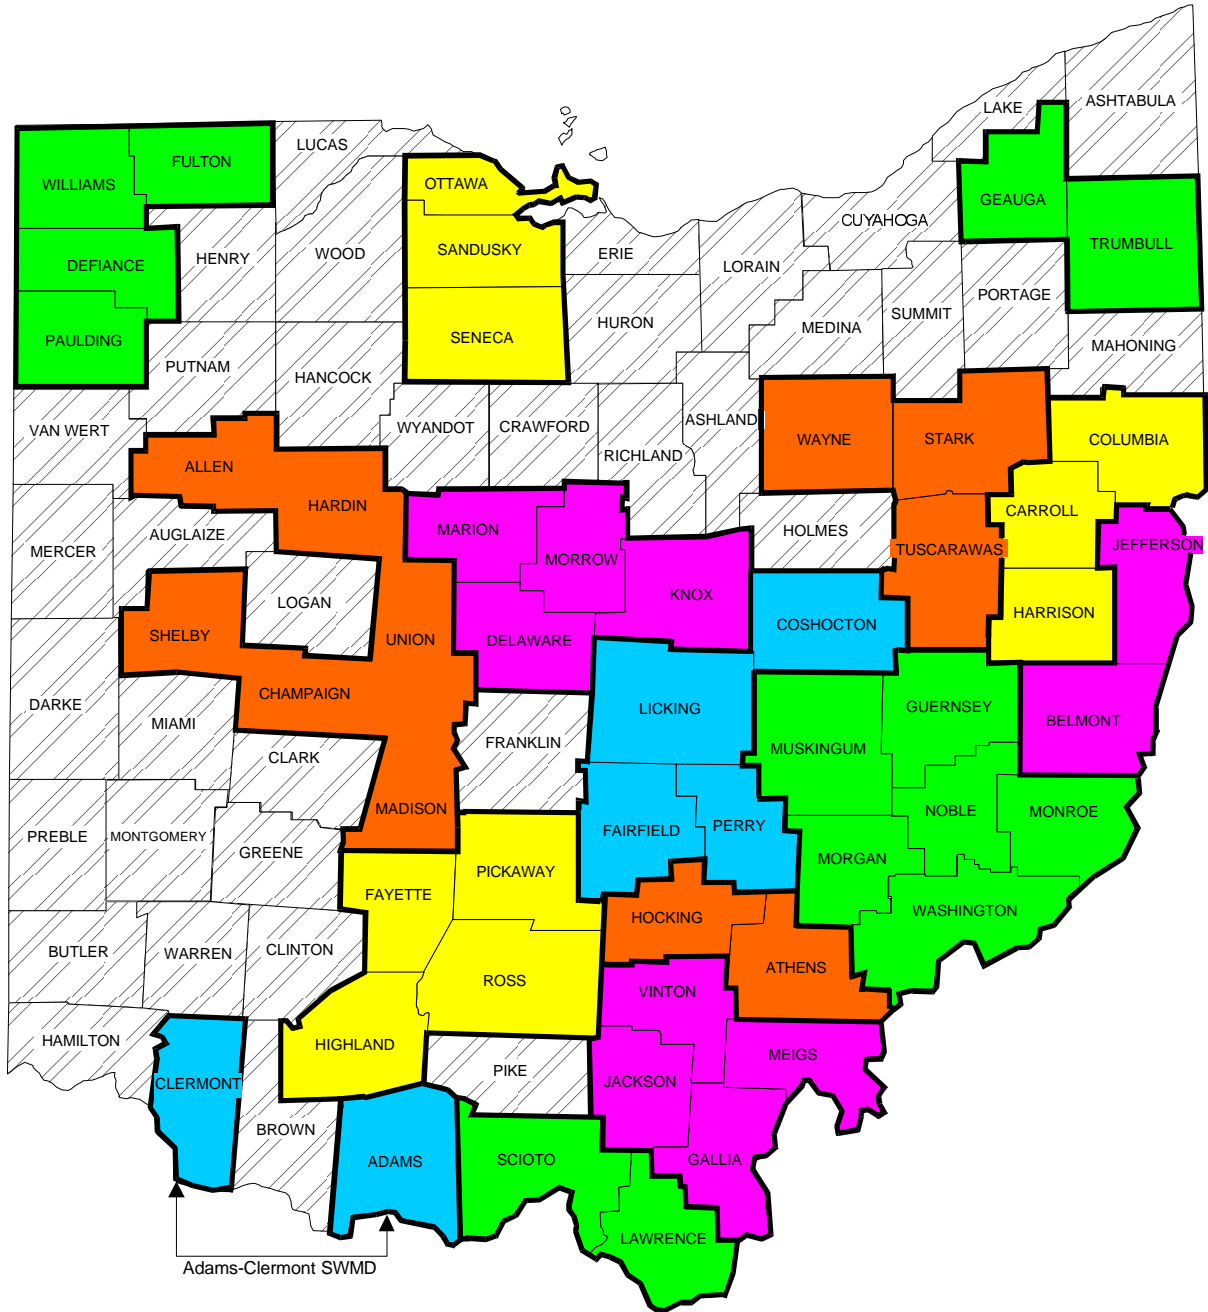 ASHTABULA
LAKE
LUCAS
FULTON
OTTAWA
WILLIAMS
GEAUGA
CUYAHOGA
TRUMBULL
SANDUSKY
ERIE
WOOD
HENRY
DEFIANCE
LORAIN
PORTAGE
SUMMIT
HURON
MEDINA
SENECA
PAULDING
MAHONING
PUTNAM
HANCOCK
ASHLAND
WYANDOT
CRAWFORD
VAN WERT
WAYNE
STARK
COLUMBIA
RICHLAND
ALLEN
HARDIN
CARROLL
MARION
HOLMES
AUGLAIZE
JEFFERSON
MERCER
TUSCARAWAS
MORROW
KNOX
LOGAN
HARRISON
COSHOCTON
SHELBY
UNION
DELAWARE
CHAMPAIGN
DARKE
LICKING
GUERNSEY
BELMONT
MIAMI
FRANKLIN
MUSKINGUM
CLARK
MADISON
NOBLE
MONROE
PREBLE
MONTGOMERY
FAIRFIELD
PERRY
GREENE
MORGAN
PICKAWAY
FAYETTE
WASHINGTON
HOCKING
BUTLER
WARREN
CLINTON
ATHENS
ROSS
VINTON
HAMILTON
HIGHLAND
MEIGS
PIKE
JACKSON
CLERMONT
BROWN
ADAMS
SCIOTO
GALLIA
LAWRENCE
Adams-Clermont SWMD